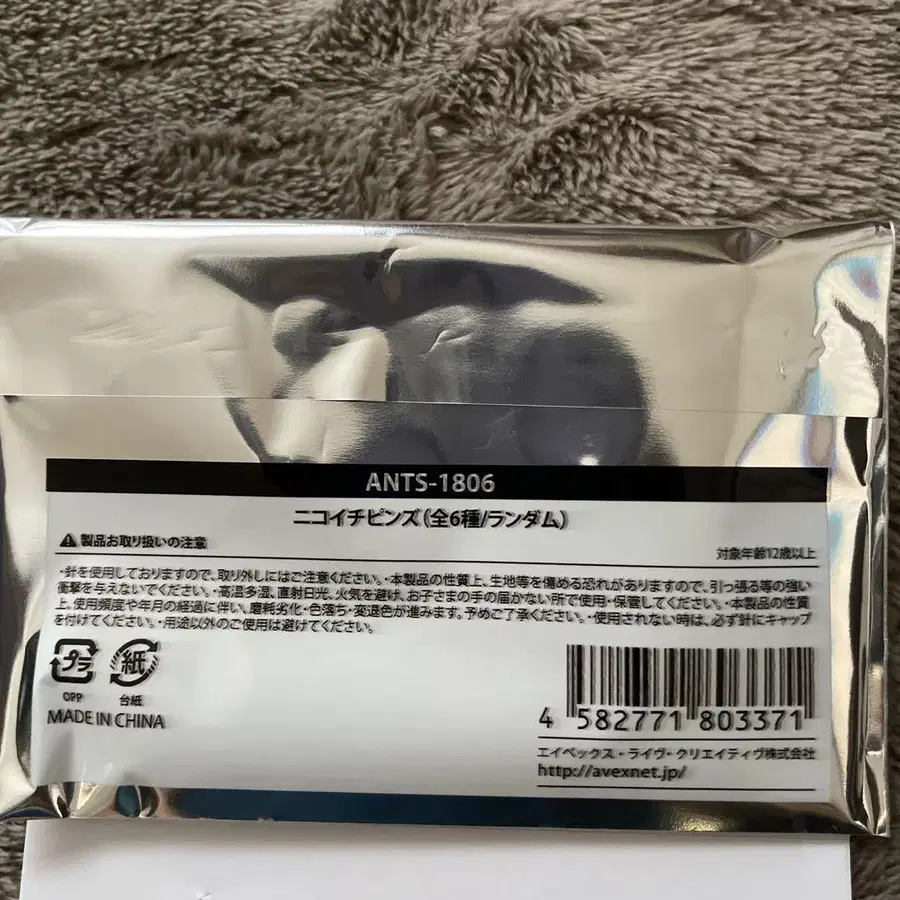 ANTS-1806
ニコイチピンズ(全6種/ランダム)
製品お取り扱いの注意
対象年齢12歳以上
・針を使用しておりますので、取り外しにはご注意ください。・本製品の性質上、生地等を傷める恐れがありますので、引っ張る等の強い
衝撃を与えないでください。・高温多湿、直射日光、火気を避け、お子さまの手の届かない所で使用・保管してください。・本製品の性質
上、使用頻度や年月の経過に伴い、磨耗劣化・色落ち・変退色が進みます。予めご了承ください。・使用されない時は、必ず針にキャップ
を付けてください。・用途以外のご使用は避けてください。
プラ
紙
OPP
台紙
MADE IN CHINA
4 582771 803371
エイベックス・ライヴ・クリエイティヴ株式会社
http://avexnet.jp/